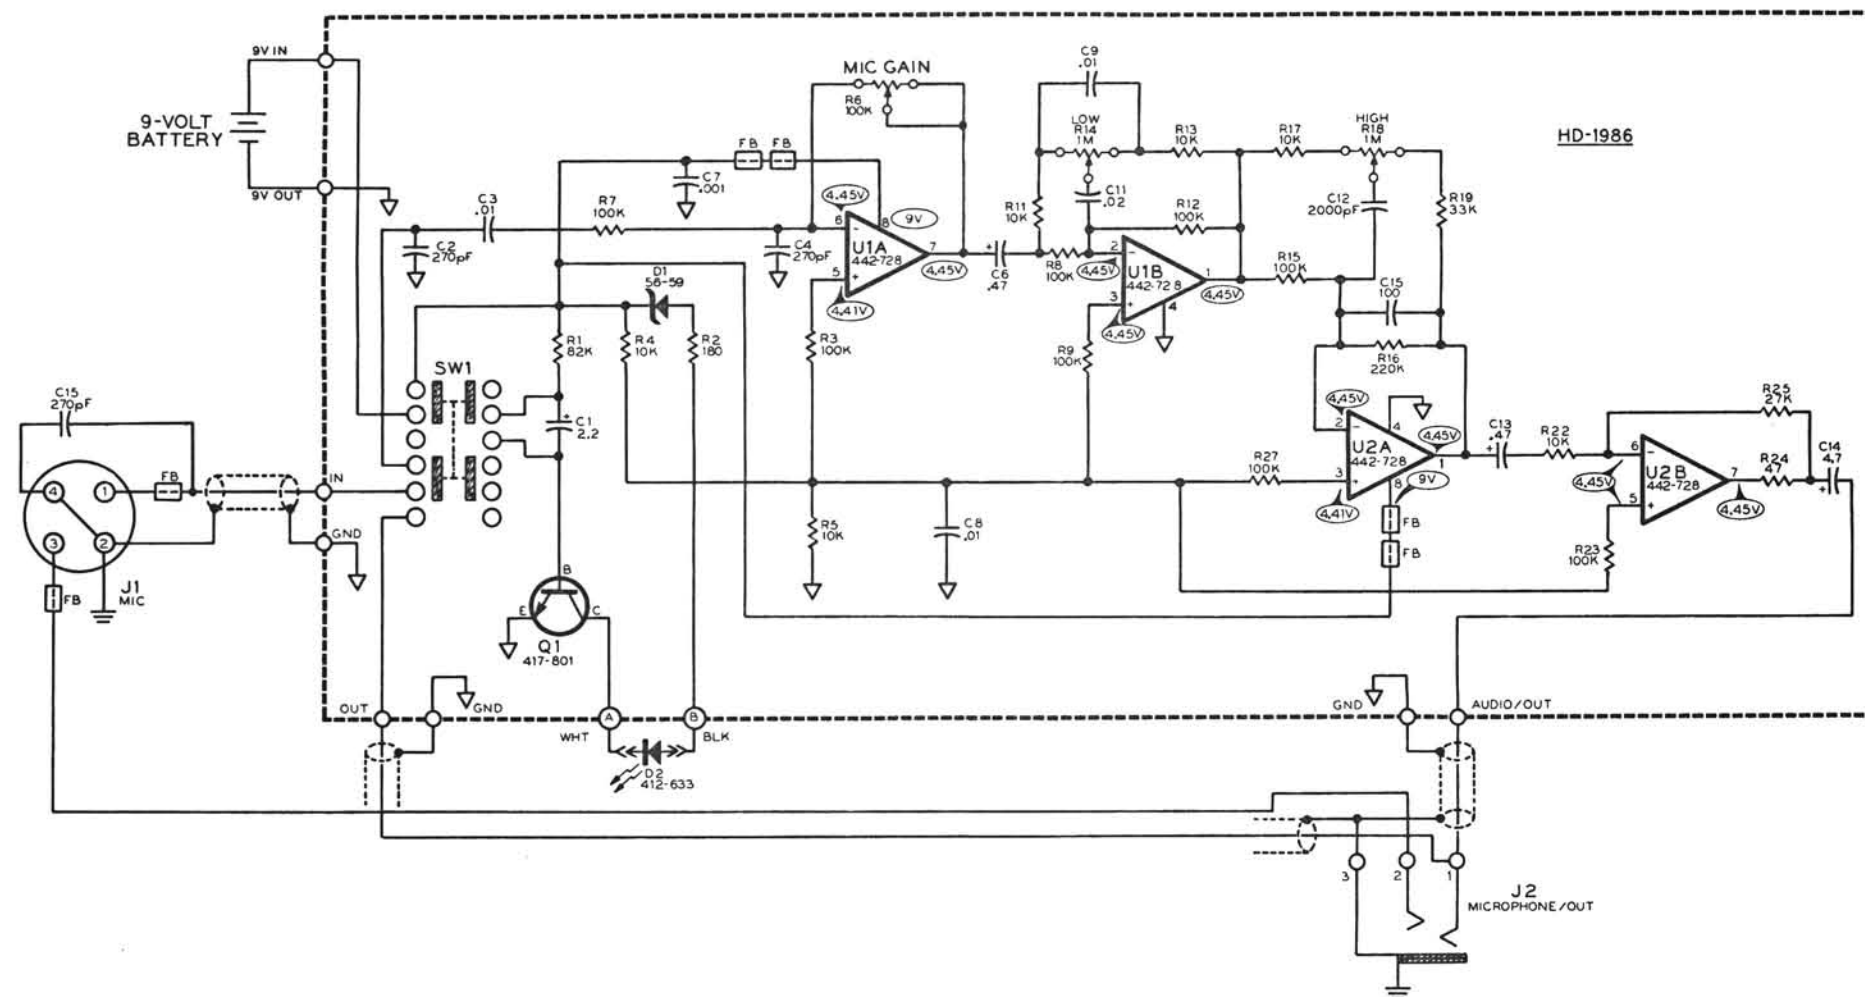 9V IN
9-VOLT
BATTERY
9V OUT
MIC GAIN
R6
100K
C9
.01
LOW
R14
1M
R13
10K
R17
10K
HIGH
R18
1M
HD-1986
FB
FB
C7
.001
C3
.01
R7
100K
C2
270pF
C4
270pF
4.45V
6
-
8
9V
U1A
442-728
7
4.45V
5
+
4.41V
R11
10K
C11
.02
R12
100K
C12
2000pF
R19
33K
+
C6
.47
R8
100K
2
-
4.45V
U1B
442-728
1
4.45V
3
+
4
4.45V
R15
100K
C15
100
R16
220K
D1
56-59
R1
82K
R4
10K
R2
180
R3
100K
R9
100K
SW1
+
C1
2.2
C15
270pF
FB
4
1
3
2
IN
GND
J1
MIC
FB
R5
10K
C8
.01
R27
100K
4.45V
2
-
4
U2A
442-728
4.45V
1
3
+
8
9V
4.41V
FB
FB
C13
.47
+
R22
10K
R25
27K
6
-
U2B
442-728
7
4.45V
5
+
4.45V
R24
47
C14
4.7
+
R23
100K
B
E
C
Q1
417-801
OUT
GND
A
B
WHT
BLK
D2
412-633
GND
AUDIO/OUT
3
2
1
J2
MICROPHONE/OUT